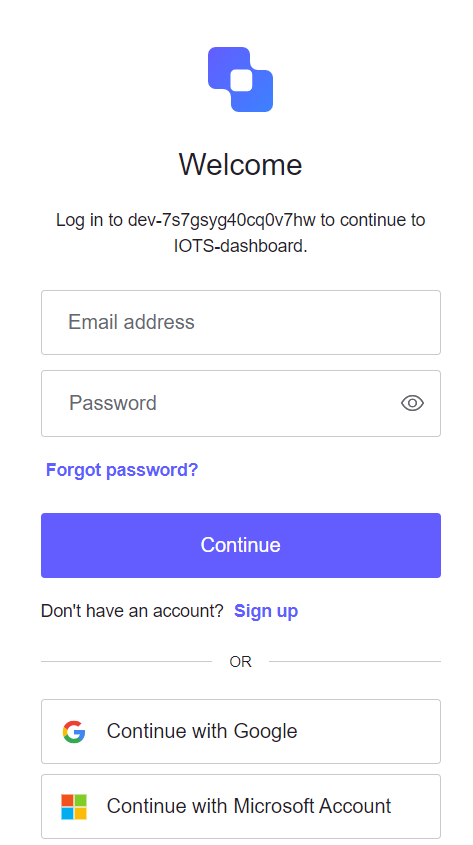 Welcome
Log in to dev-7s7gsyg40cq0v7hw to continue to
IOTS-dashboard.
Email address
Password
Forgot password?
Continue
Don't have an account? Sign up
OR
Continue with Google
Continue with Microsoft Account